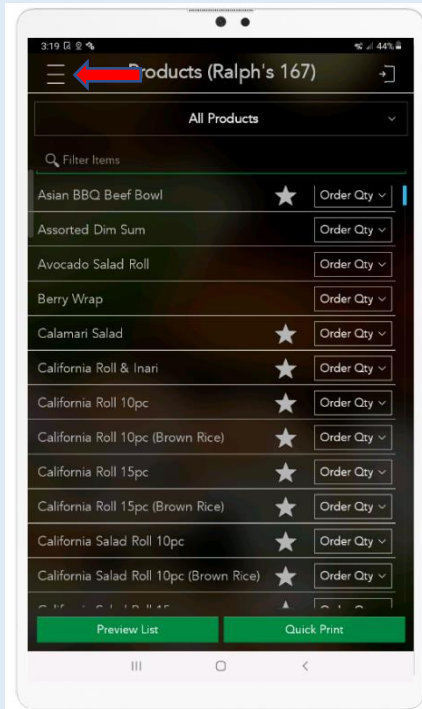 3:19
44%
Products (Ralph's 167)
All Products
Filter Items
Asian BBQ Beef Bowl Order Qty
Assorted Dim Sum Order Qty
Avocado Salad Roll Order Qty
Berry Wrap Order Qty
Calamari Salad Order Qty
California Roll & Inari Order Qty
California Roll 10pc Order Qty
California Roll 10pc (Brown Rice) Order Qty
California Roll 15pc Order Qty
California Roll 15pc (Brown Rice) Order Qty
California Salad Roll 10pc Order Qty
California Salad Roll 10pc (Brown Rice) Order Qty
Preview List Quick Print